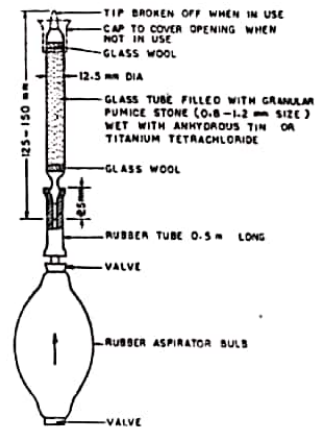 TIP BROKEN OFF WHEN IN USE
CAP TO COVER OPENING WHEN
NOT IN USE
GLASS WOOL
12.5 mm DIA
GLASS TUBE FILLED WITH GRANULAR
PUMICE STONE (0.8-1.2 mm SIZE)
WET WITH ANHYDROUS TIN OR
TITANIUM TETRACHLORIDE
125-150 mm
GLASS WOOL
25mm
RUBBER TUBE 0.5 m LONG
VALVE
RUBBER ASPIRATOR BULB
VALVE